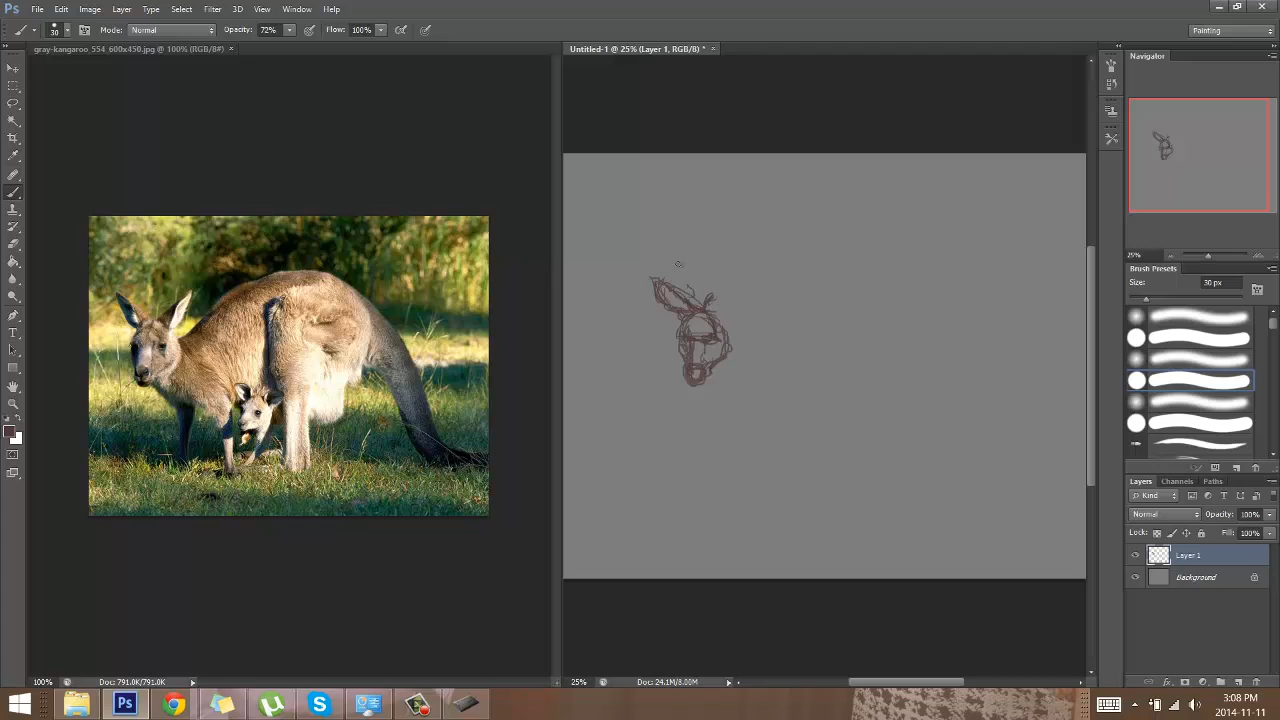 Ps File Edit Image Layer Type Select Filter 3D View Window Help
30 Mode: Normal Opacity: 72% Flow: 100% Painting
gray-kangaroo_554_600x450.jpg @ 100% (RGB/8#) × Untitled-1 @ 25% (Layer 1, RGB/8) * ×
Navigator
25%
Brush Presets
Size: 30 px
Layers Channels Paths
Kind
Normal Opacity: 100%
Lock: Fill: 100%
Layer 1
Background
100% Doc: 791.0K/791.0K 25% Doc: 24.1M/8.00M
Ps
3:08 PM
2014-11-11